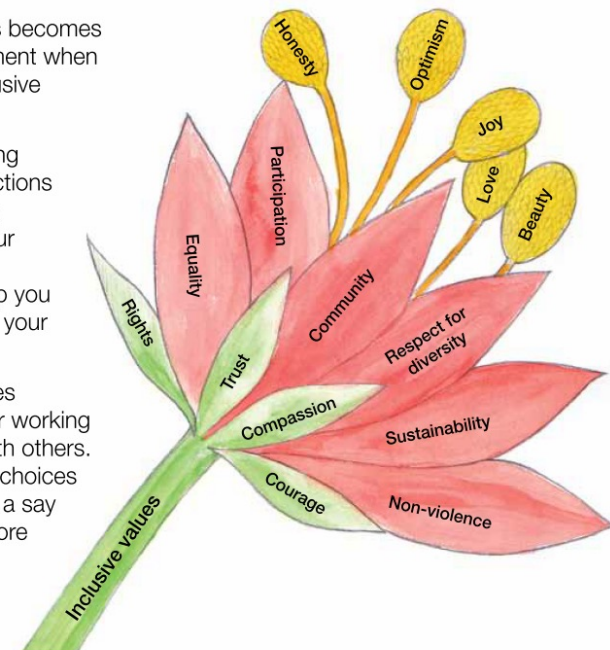 s becomes
ment when
usive
ng
ctions
ur
o you
your
es
r working
th others.
choices
a say
ore
Honesty
Optimism
Joy
Love
Beauty
Participation
Equality
Community
Rights
Trust
Respect for
diversity
Compassion
Sustainability
Courage
Non-violence
Inclusive values